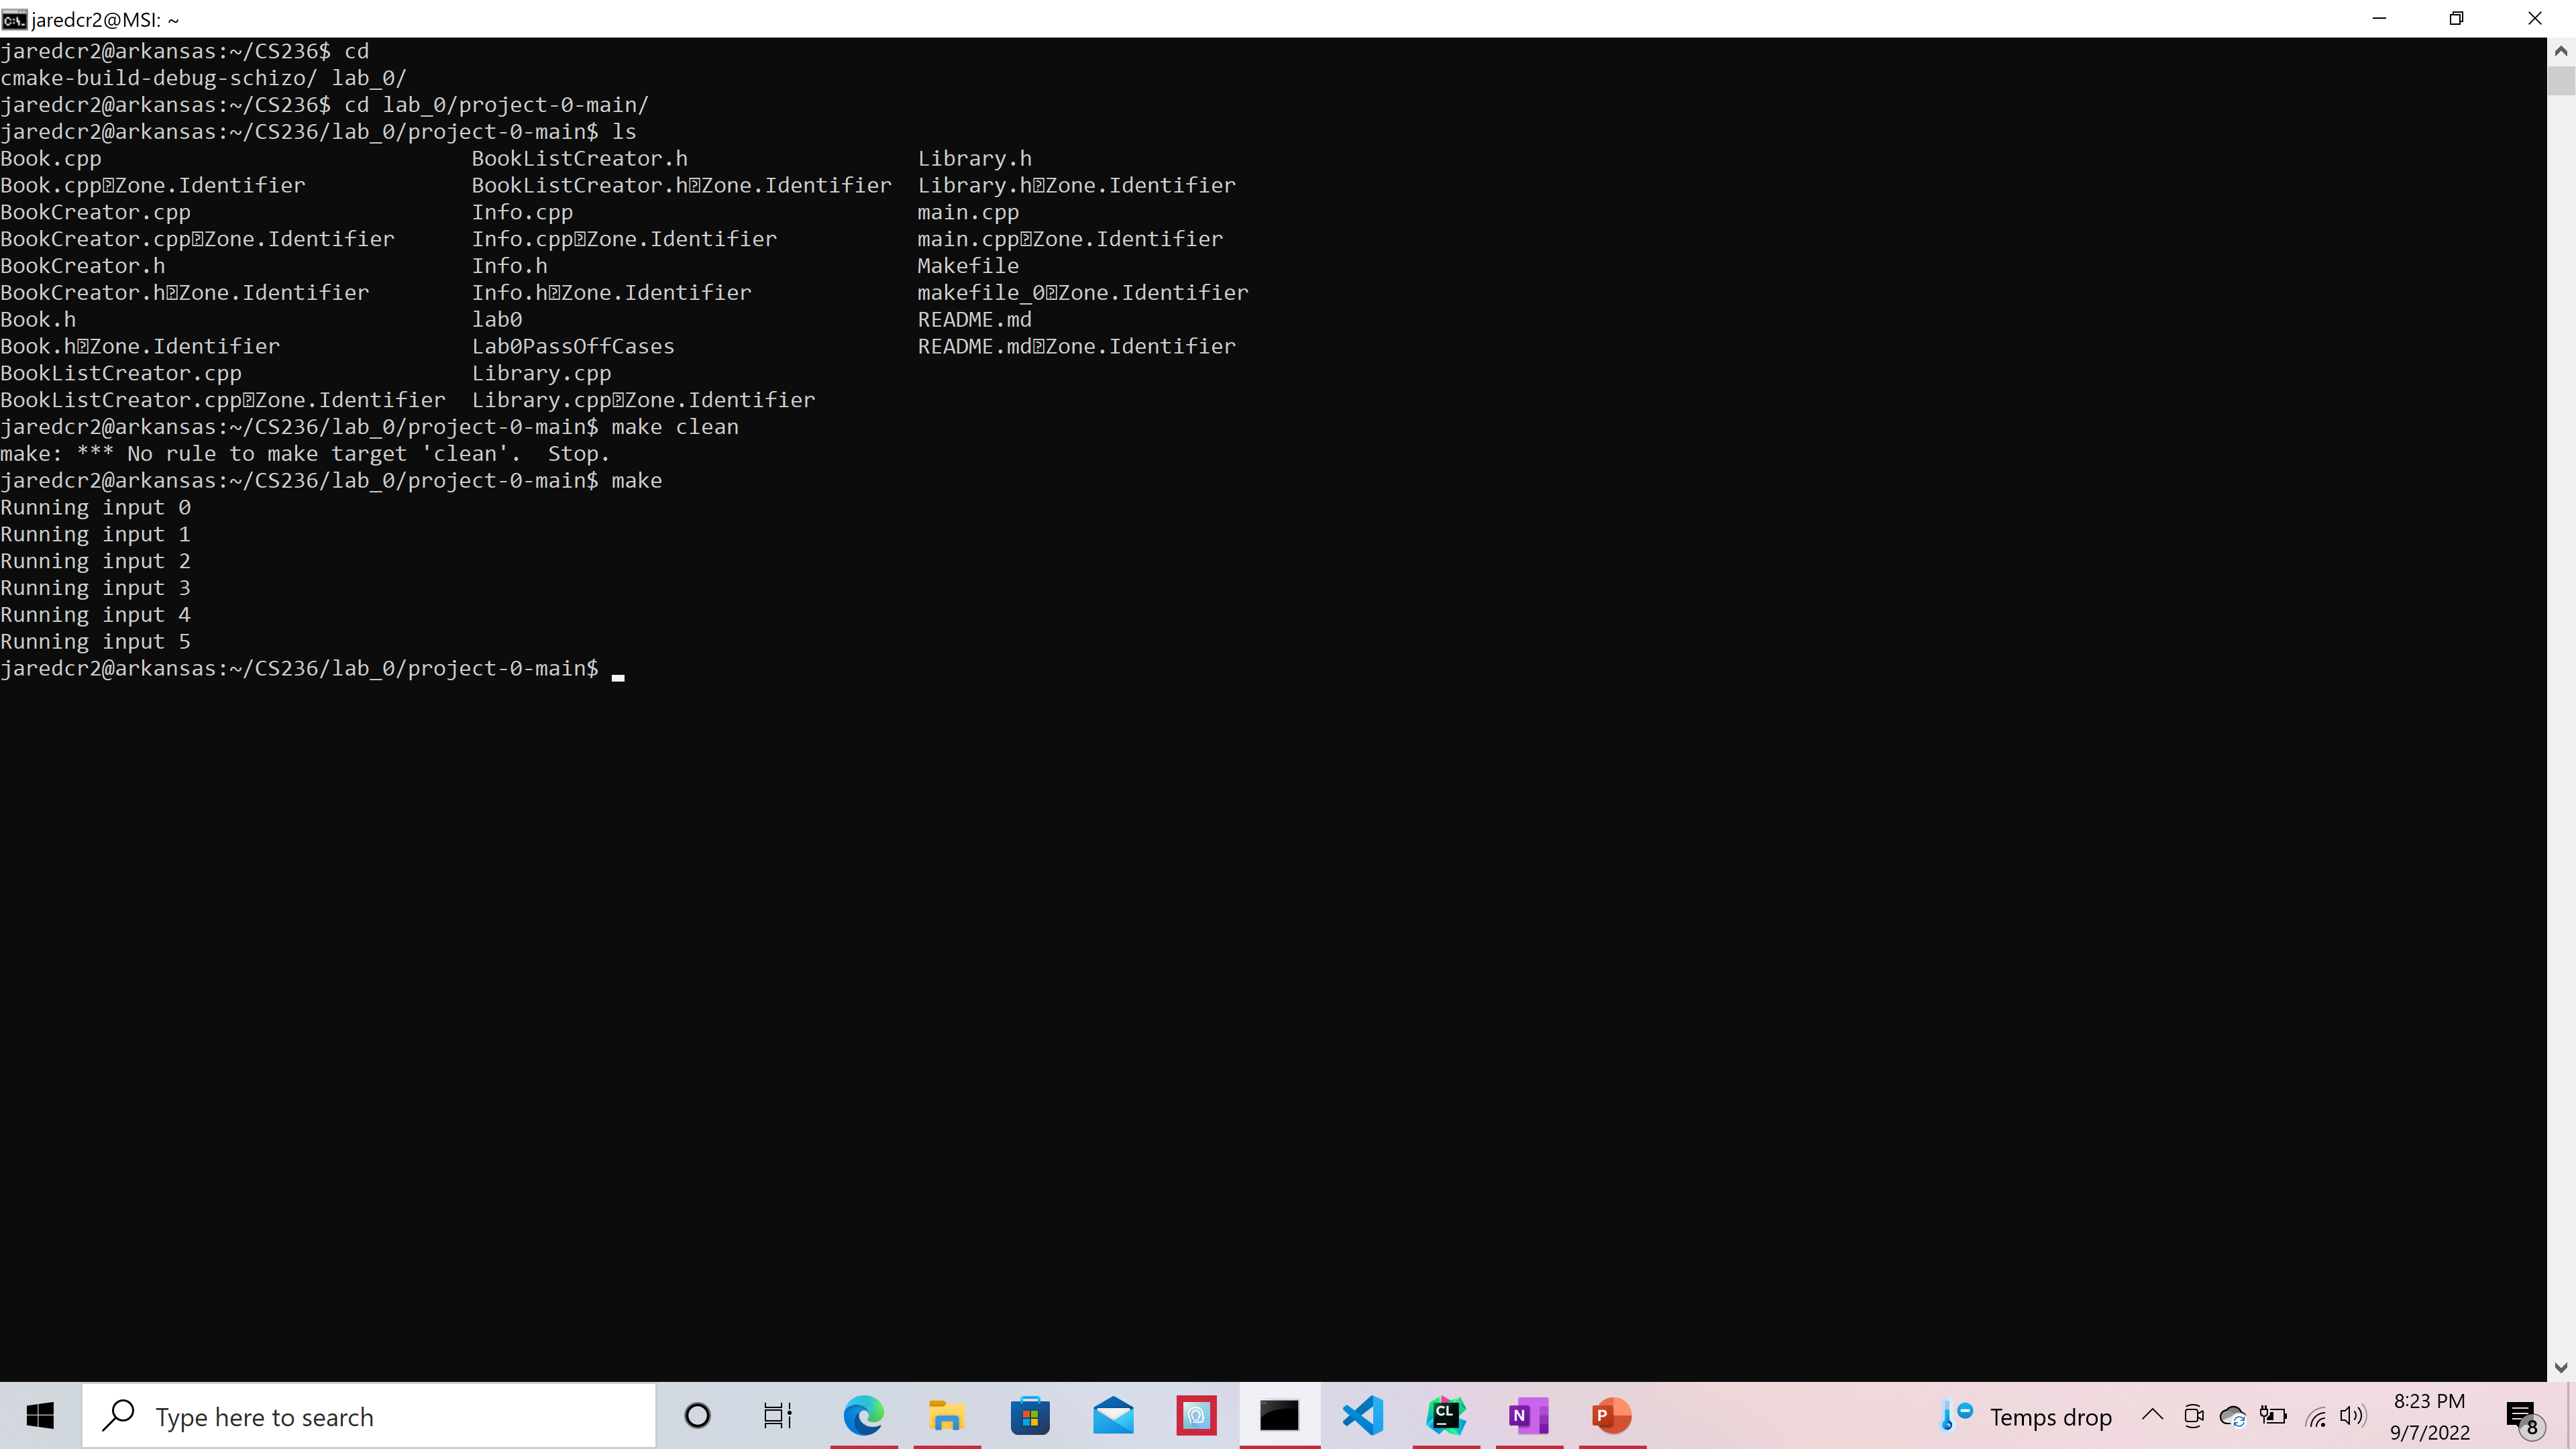 jaredcr2@MSI: ~
jaredcr2@arkansas:~/CS236$ cd
cmake-build-debug-schizo/ lab_0/
jaredcr2@arkansas:~/CS236$ cd lab_0/project-0-main/
jaredcr2@arkansas:~/CS236/lab_0/project-0-main$ ls
Book.cpp                             BookListCreator.h                  Library.h
Book.cpp�Zone.Identifier             BookListCreator.h�Zone.Identifier  Library.h�Zone.Identifier
BookCreator.cpp                      Info.cpp                           main.cpp
BookCreator.cpp�Zone.Identifier      Info.cpp�Zone.Identifier           main.cpp�Zone.Identifier
BookCreator.h                        Info.h                             Makefile
BookCreator.h�Zone.Identifier        Info.h�Zone.Identifier             makefile_0�Zone.Identifier
Book.h                               lab0                               README.md
Book.h�Zone.Identifier               Lab0PassOffCases                   README.md�Zone.Identifier
BookListCreator.cpp                  Library.cpp
BookListCreator.cpp�Zone.Identifier  Library.cpp�Zone.Identifier
jaredcr2@arkansas:~/CS236/lab_0/project-0-main$ make clean
make: *** No rule to make target 'clean'.  Stop.
jaredcr2@arkansas:~/CS236/lab_0/project-0-main$ make
Running input 0
Running input 1
Running input 2
Running input 3
Running input 4
Running input 5
jaredcr2@arkansas:~/CS236/lab_0/project-0-main$
Type here to search
CL
N
P
Temps drop
8:23 PM
9/7/2022
8